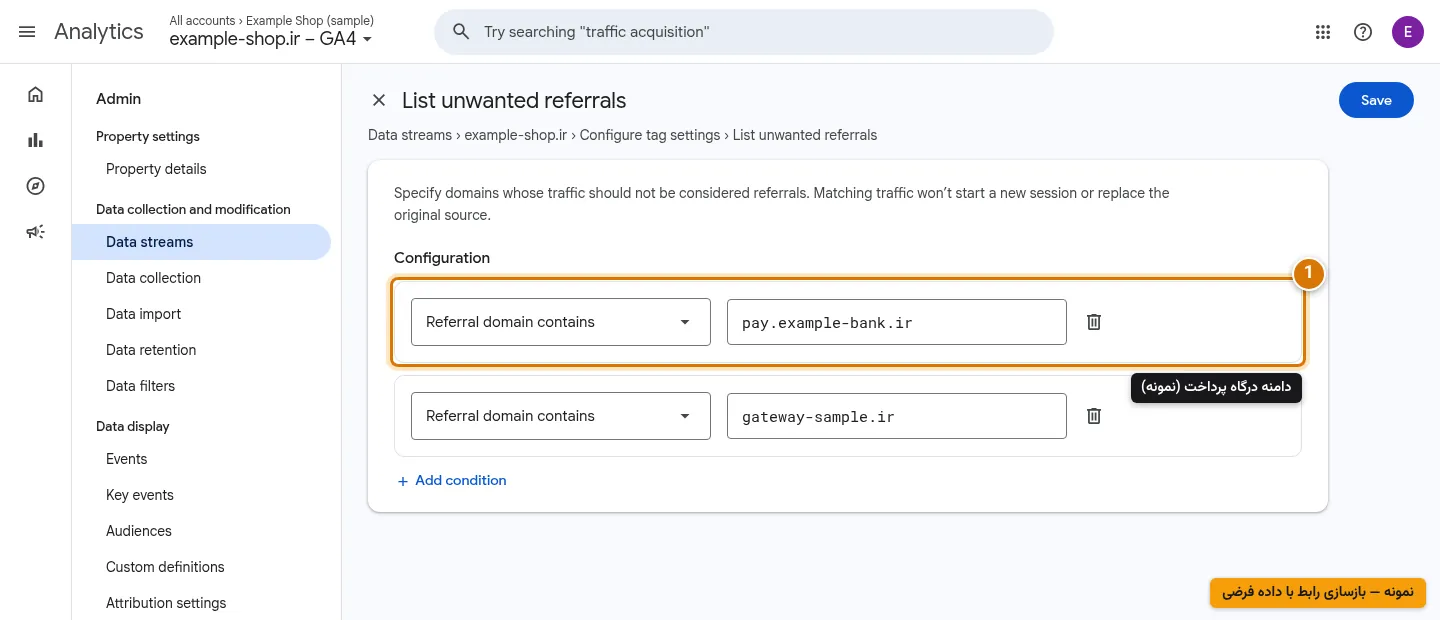 Analytics
All accounts › Example Shop (sample)
example-shop.ir – GA4
Try searching "traffic acquisition"
E
Admin
Property settings
Property details
Data collection and modification
Data streams
Data collection
Data import
Data retention
Data filters
Data display
Events
Key events
Audiences
Custom definitions
Attribution settings
List unwanted referrals
Save
Data streams › example-shop.ir › Configure tag settings › List unwanted referrals
Specify domains whose traffic should not be considered referrals. Matching traffic won’t start a new session or replace the
original source.
Configuration
1
Referral domain contains
pay.example-bank.ir
دامنه درگاه پرداخت (نمونه)
Referral domain contains
gateway-sample.ir
+ Add condition
نمونه — بازسازی رابط با داده فرضی